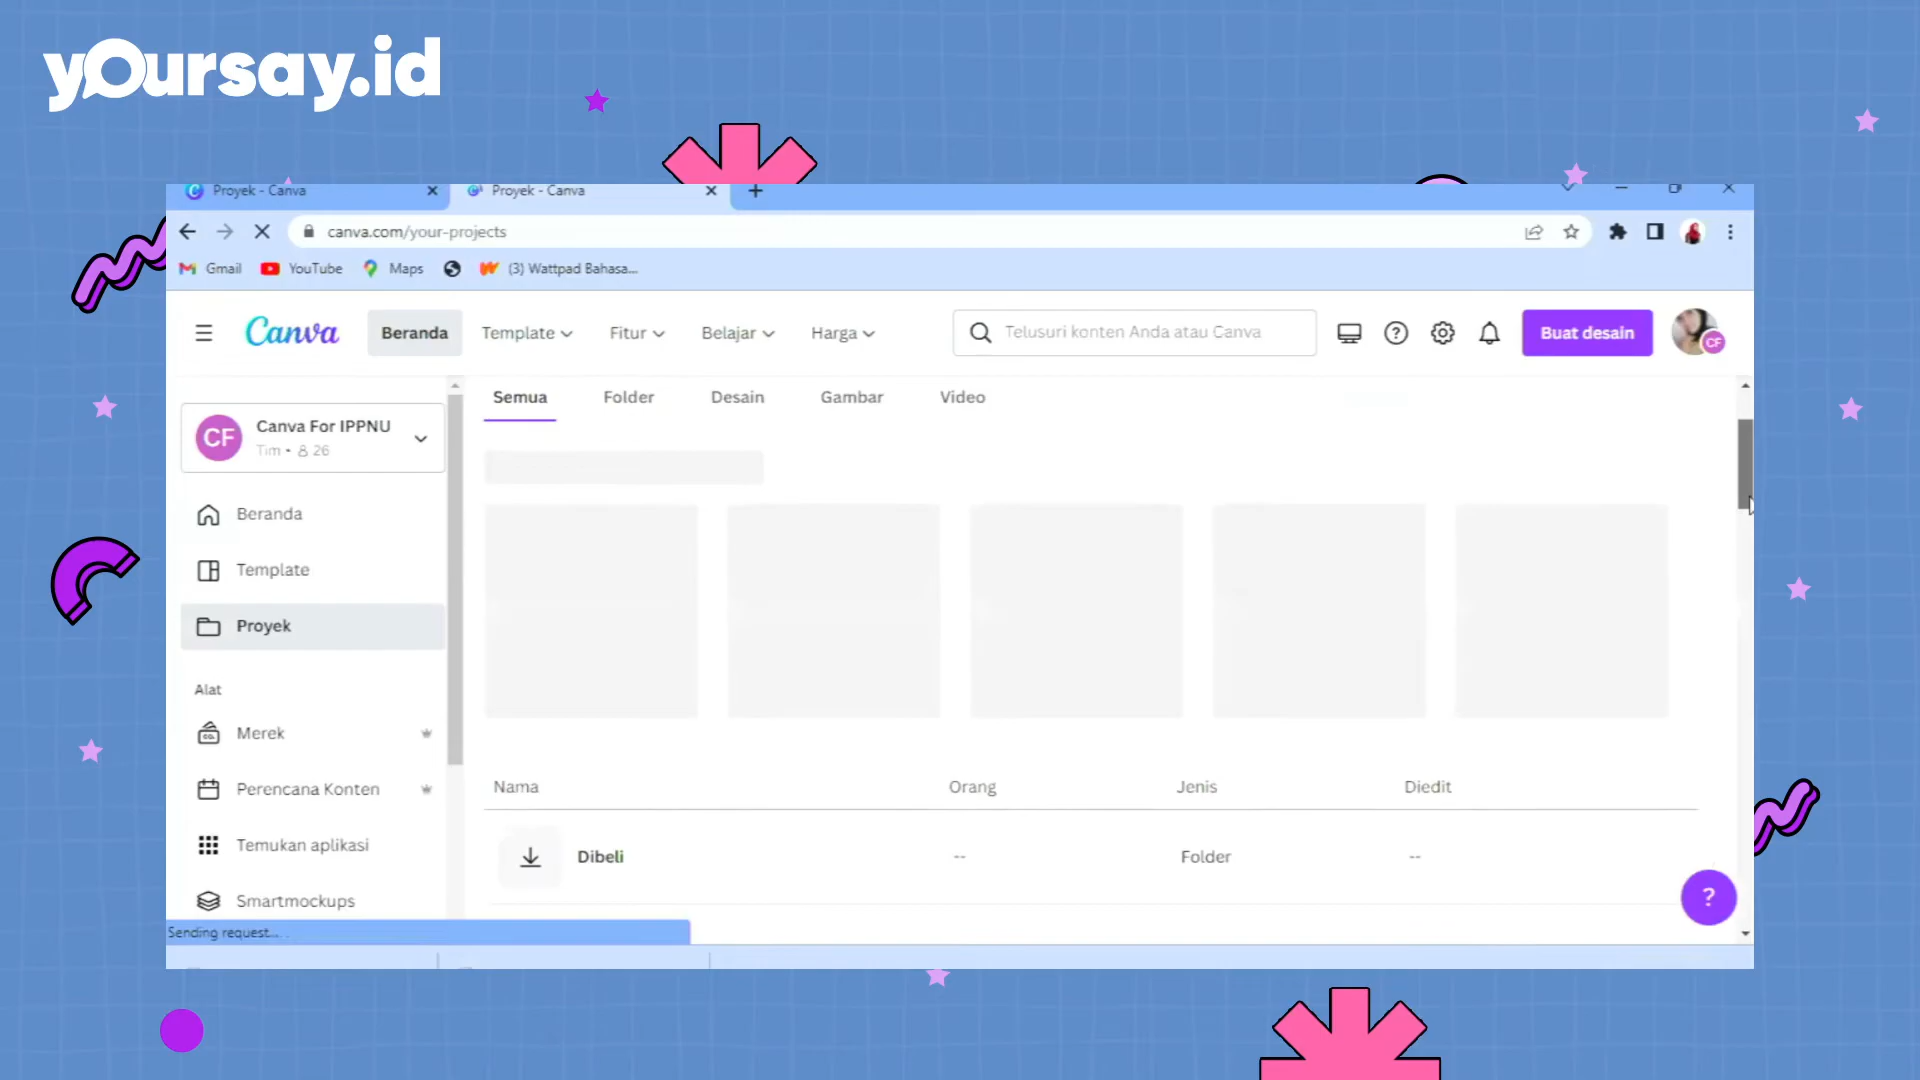 yoursay.id
Proyek - Canva
Proyek - Canva
canva.com/your-projects
Gmail
YouTube
Maps
(3) Wattpad Bahasa...
Canva
Beranda
Template
Fitur
Belajar
Harga
Telusuri konten Anda atau Canva
?
Buat desain
CF
Semua
Folder
Desain
Gambar
Video
CF
Canva For IPPNU
Tim • 26
Beranda
Template
Proyek
Alat
Merek
Perencana Konten
Temukan aplikasi
Smartmockups
Nama
Orang
Jenis
Diedit
Dibeli
--
Folder
--
?
Sending request...